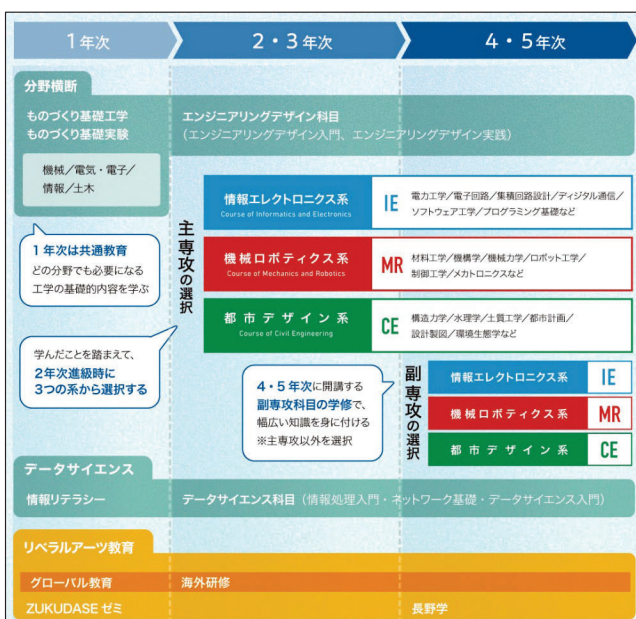 1年次
2・3年次
4・5年次
分野横断
ものづくり基礎工学
ものづくり基礎実験
エンジニアリングデザイン科目
（エンジニアリングデザイン入門、エンジニアリングデザイン実践）
機械／電気・電子／
情報／土木
1年次は共通教育
どの分野でも必要になる
工学の基礎的内容を学ぶ
主専攻の選択
情報エレクトロニクス系
Course of Informatics and Electronics
IE
電力工学／電子回路／集積回路設計／ディジタル通信／
ソフトウェア工学／プログラミング基礎など
機械ロボティクス系
Course of Mechanics and Robotics
MR
材料工学／機構学／機械力学／ロボット工学／
制御工学／メカトロニクスなど
都市デザイン系
Course of Civil Engineering
CE
構造力学／水理学／土質工学／都市計画／
設計製図／環境生態学など
学んだことを踏まえて、
2年次進級時に
3つの系から選択する
4・5年次に開講する
副専攻科目の学修で、
幅広い知識を身に付ける
※主専攻以外を選択
副専攻の選択
情報エレクトロニクス系
IE
機械ロボティクス系
MR
都市デザイン系
CE
データサイエンス
情報リテラシー
データサイエンス科目（情報処理入門・ネットワーク基礎・データサイエンス入門）
リベラルアーツ教育
グローバル教育
海外研修
ZUKUDASE ゼミ
長野学